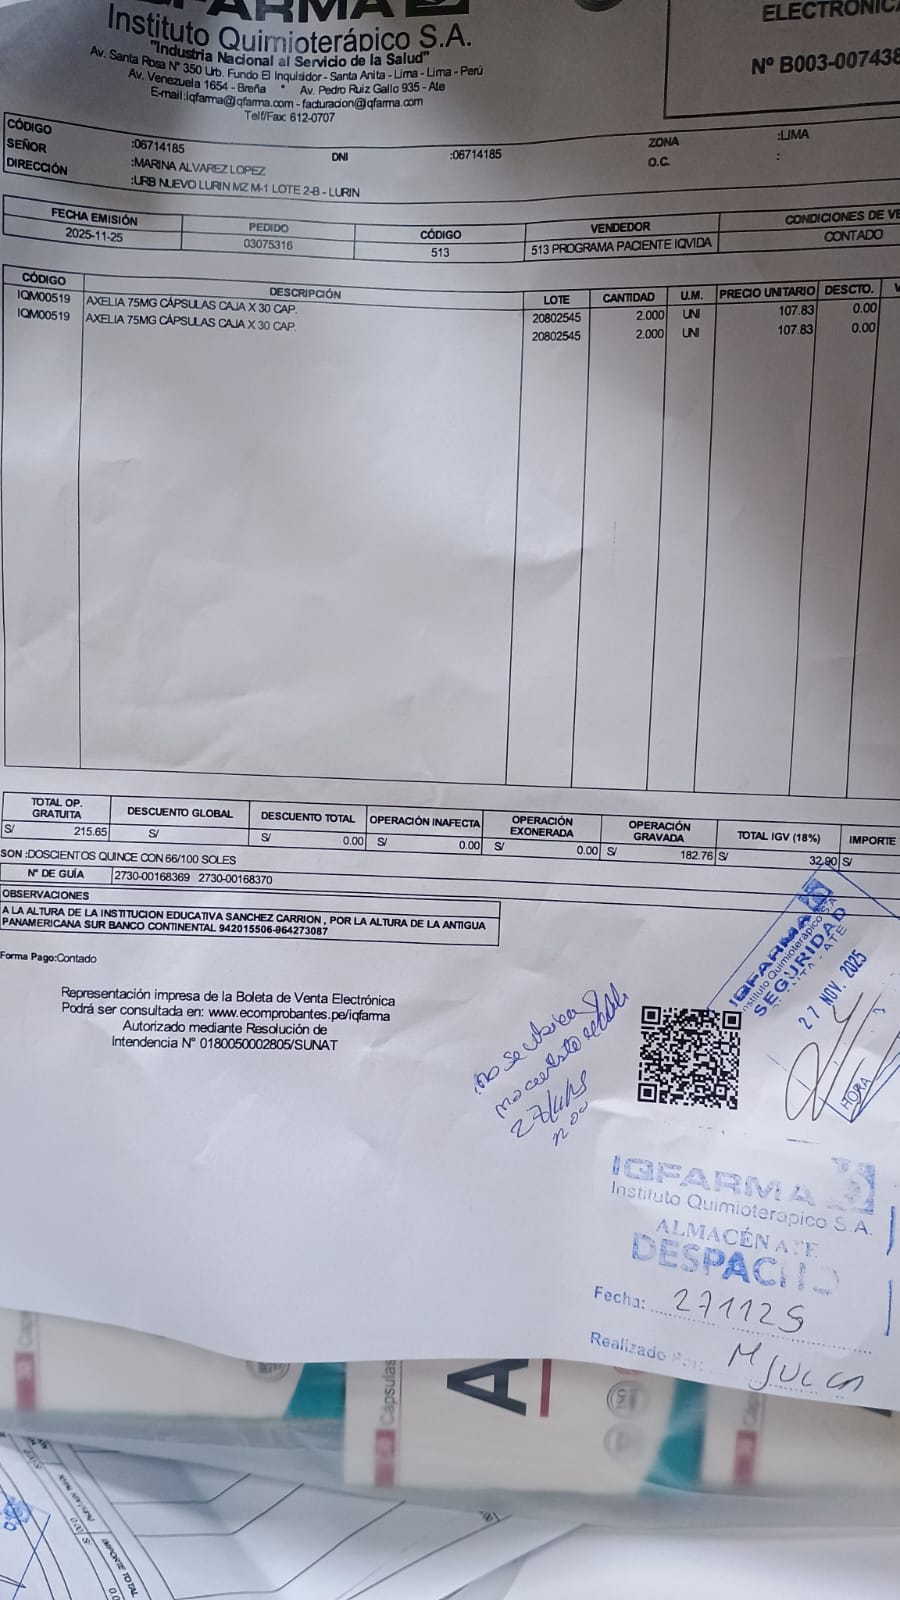 IQFARMA
Instituto Quimioterápico S.A.
"Industria Nacional al Servicio de la Salud"
Av. Santa Rosa N° 350 Urb. Fundo El Inquisidor - Santa Anita - Lima - Lima - Perú
Av. Venezuela 1654 - Breña * Av. Pedro Ruiz Gallo 935 - Ate
E-mail:iqfarma@iqfarma.com - facturacion@iqfarma.com
Telf/Fax: 612-0707
ELECTRÓNICA
Nº B003-007438
CÓDIGO :06714185 DNI :06714185 ZONA :LIMA
SEÑOR :MARINA ALVAREZ LOPEZ O.C. :
DIRECCIÓN :URB NUEVO LURIN MZ M-1 LOTE 2-B - LURIN
FECHA EMISIÓN PEDIDO CÓDIGO VENDEDOR CONDICIONES DE VE
2025-11-25 03075316 513 513 PROGRAMA PACIENTE IQVIDA CONTADO
CÓDIGO DESCRIPCIÓN LOTE CANTIDAD U.M. PRECIO UNITARIO DESCTO. V
IQM00519 AXELIA 75MG CÁPSULAS CAJA X 30 CAP. 20802545 2.000 UNI 107.83 0.00
IQM00519 AXELIA 75MG CÁPSULAS CAJA X 30 CAP. 20802545 2.000 UNI 107.83 0.00
TOTAL OP. GRATUITA DESCUENTO GLOBAL DESCUENTO TOTAL OPERACIÓN INAFECTA OPERACIÓN EXONERADA OPERACIÓN GRAVADA TOTAL IGV (18%) IMPORTE
S/ 215.65 S/ S/ 0.00 S/ 0.00 S/ 0.00 S/ 182.76 S/ 32.90 S/
SON :DOSCIENTOS QUINCE CON 66/100 SOLES
N° DE GUÍA 2730-00168369 2730-00168370
OBSERVACIONES
A LA ALTURA DE LA INSTITUCION EDUCATIVA SANCHEZ CARRION , POR LA ALTURA DE LA ANTIGUA
PANAMERICANA SUR BANCO CONTINENTAL 942015506-964273087
Forma Pago:Contado
Representación impresa de la Boleta de Venta Electrónica
Podrá ser consultada en: www.ecomprobantes.pe/iqfarma
Autorizado mediante Resolución de
Intendencia N° 0180050002805/SUNAT
IQFARMA
Instituto Quimioterápico S.A.
SEGURIDAD
27 NOV. 2025
HORA
no se ubica
IQFARMA
Instituto Quimioterapico S.A.
ALMACÉN ATE
DESPACHO
Fecha: 271125
Realizado Por:
Cápsulas
A
IMPORTE TOTAL